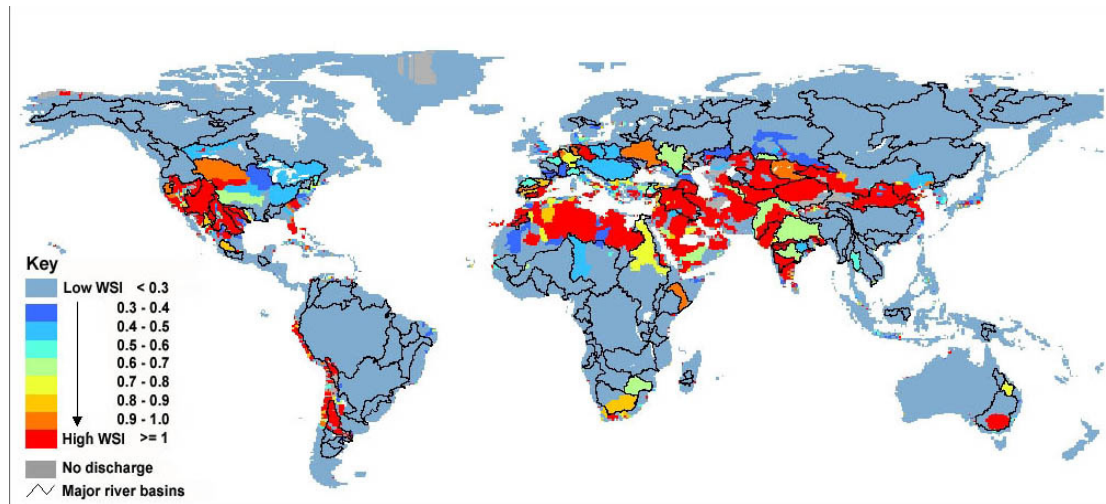 Key
Low WSI < 0.3
0.3 - 0.4
0.4 - 0.5
0.5 - 0.6
0.6 - 0.7
0.7 - 0.8
0.8 - 0.9
0.9 - 1.0
High WSI >= 1
No discharge
Major river basins